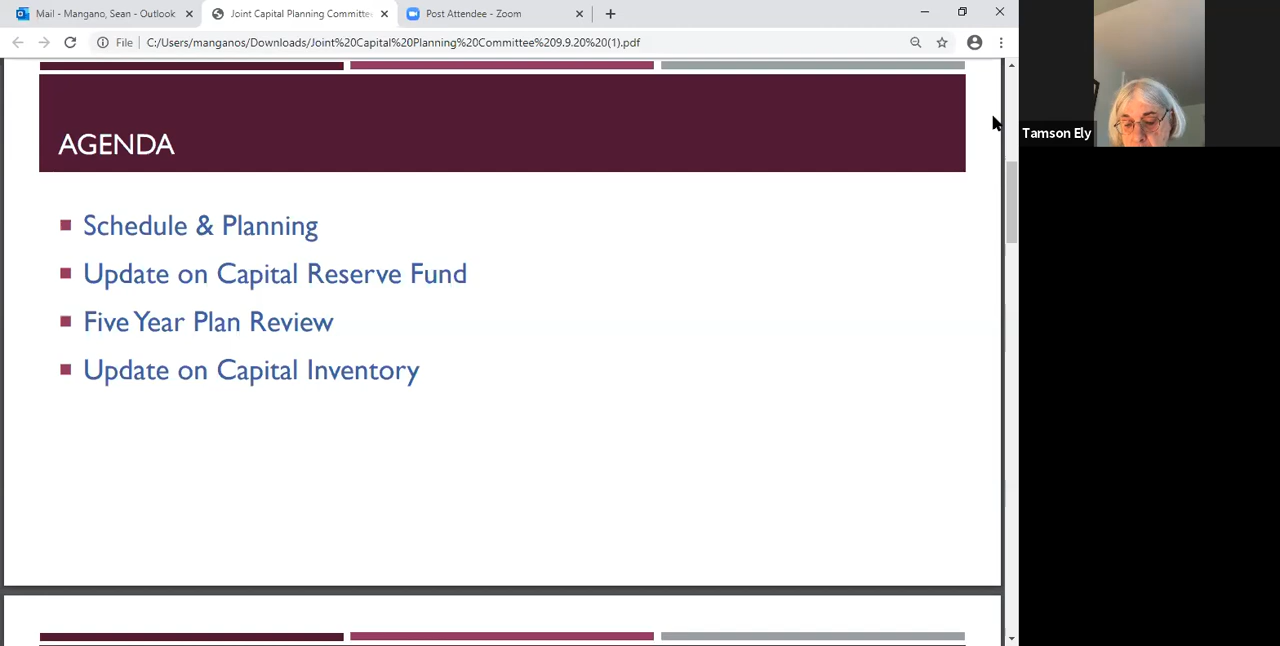 Mail - Mangano, Sean - Outlook
Joint Capital Planning Committe
Post Attendee - Zoom
File
C:/Users/manganos/Downloads/Joint%20Capital%20Planning%20Committee%209.9.20%20(1).pdf
AGENDA
Schedule & Planning
Update on Capital Reserve Fund
Five Year Plan Review
Update on Capital Inventory
Tamson Ely